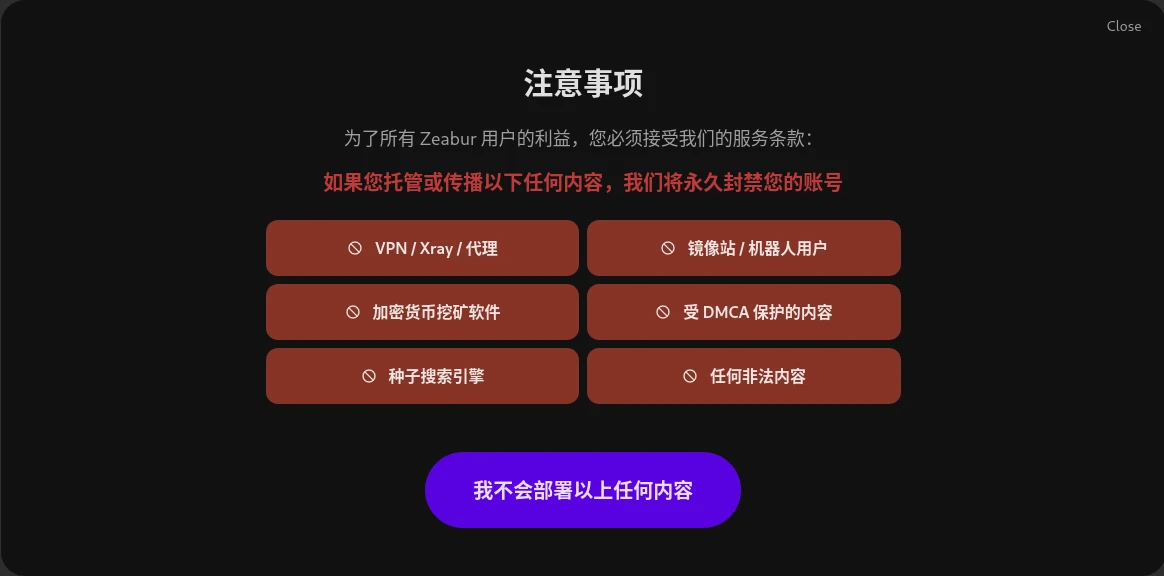 Close
注意事项
为了所有 Zeabur 用户的利益，您必须接受我们的服务条款：
如果您托管或传播以下任何内容，我们将永久封禁您的账号
VPN / Xray / 代理
镜像站 / 机器人用户
加密货币挖矿软件
受 DMCA 保护的内容
种子搜索引擎
任何非法内容
我不会部署以上任何内容